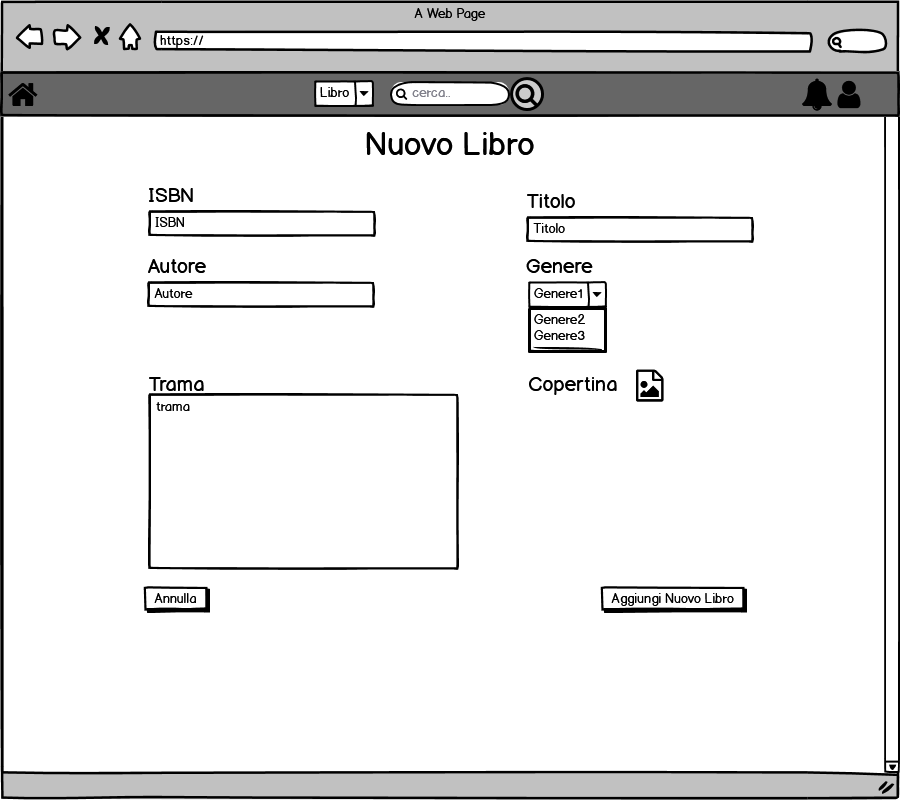 A Web Page
https://
Libro
cerca..
Nuovo Libro
ISBN
ISBN
Titolo
Titolo
Autore
Autore
Genere
Genere1
Genere2
Genere3
Trama
trama
Copertina
Annulla
Aggiungi Nuovo Libro